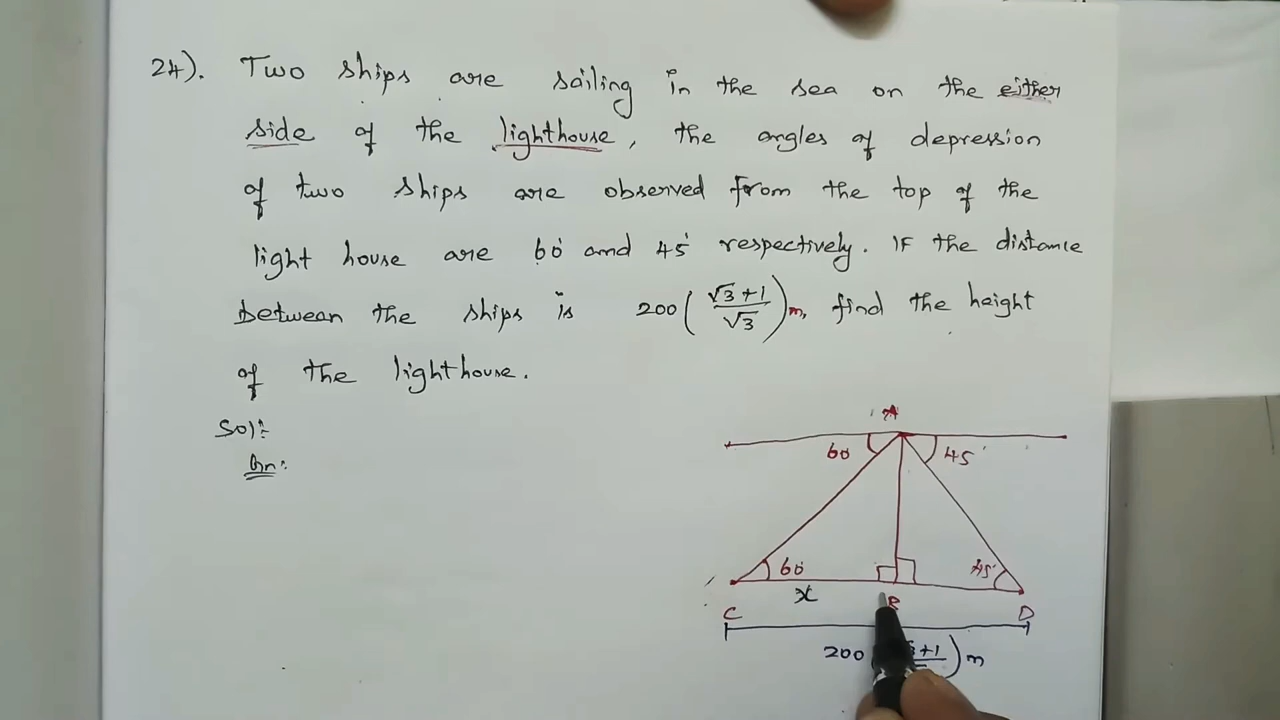 24). Two ships are sailing in the sea on the either
side of the lighthouse, the angles of depression
of two ships are observed from the top of the
light house are 60° and 45° respectively. If the distance
between the ships is 200 (√3+1/√3)m, find the height
of the lighthouse.
Sol:
A
60 45°
60 45°
x
C B D
200 3+1) m